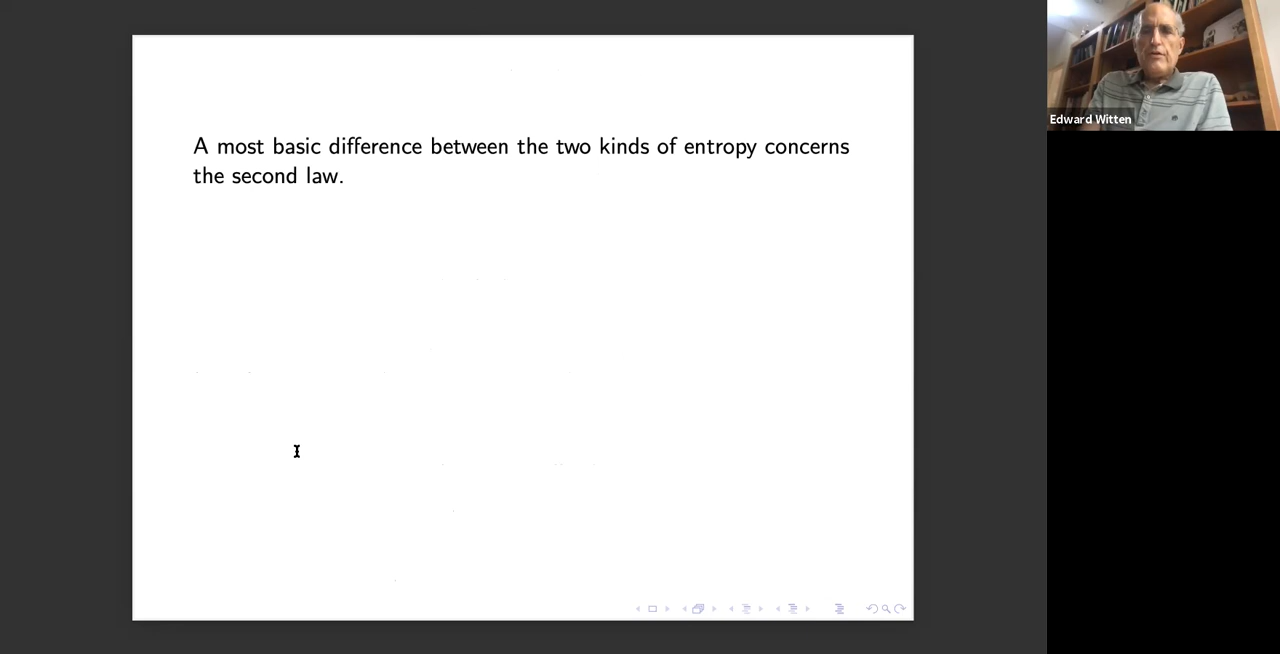 A most basic difference between the two kinds of entropy concerns
the second law.
Edward Witten